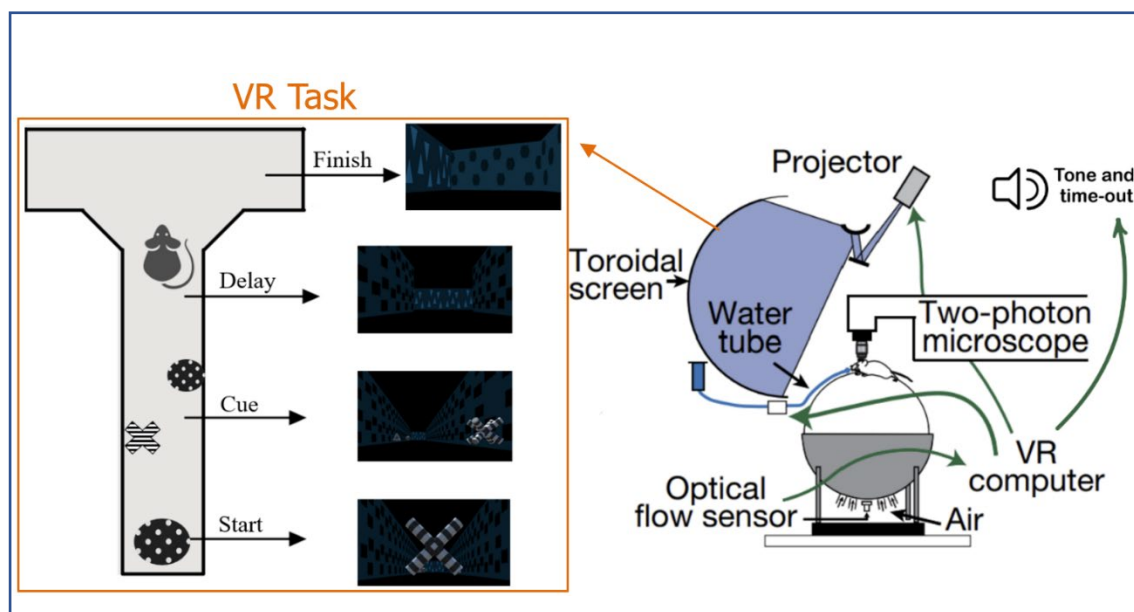 VR Task
Finish
Delay
Cue
Start
Projector
Tone and
time-out
Toroidal
screen
Water
tube
Two-photon
microscope
VR
computer
Optical
flow sensor
Air